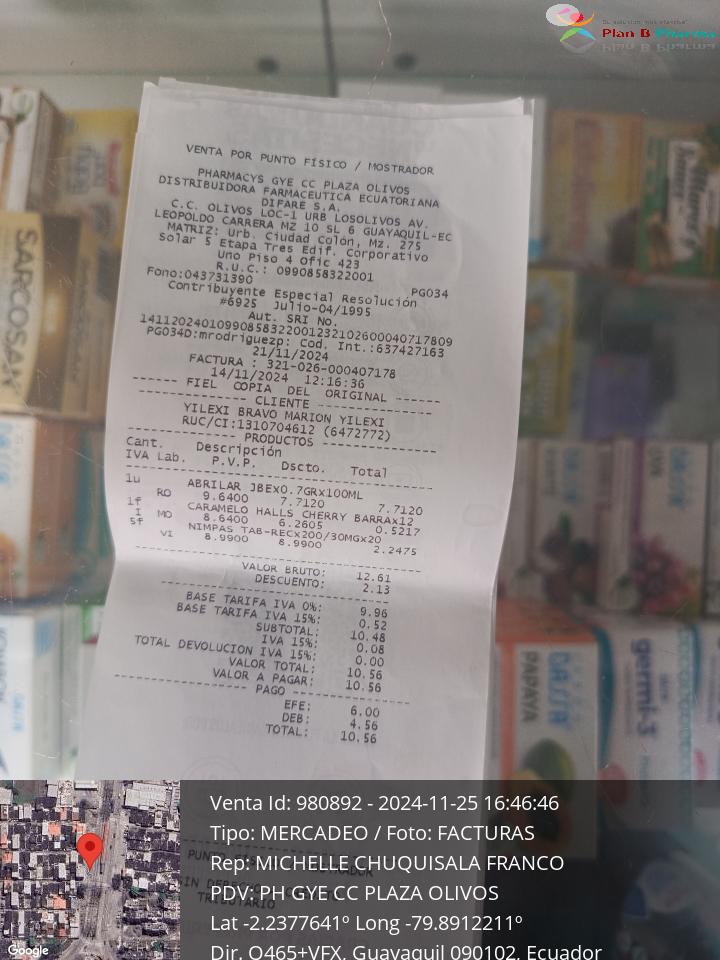 Plan B Pharma
VENTA POR PUNTO FÍSICO / MOSTRADOR
PHARMACYS GYE CC PLAZA OLIVOS
DISTRIBUIDORA FARMACEUTICA ECUATORIANA
DIFARE S.A.
C.C. OLIVOS LOC-1 URB LOSOLIVOS AV.
LEOPOLDO CARRERA MZ 10 SL 6 GUAYAQUIL-EC
MATRIZ: Urb. Ciudad Colón, Mz. 275
Solar 5 Etapa Tres Edif. Corporativo
Uno Piso 4 Ofic 423
R.U.C.: 0990858322001
Fono:043731390 PG034
Contribuyente Especial Resolución
#6925 Julio-04/1995
Aut. SRI No.
14112024010990858322001232102600040717809
PG034D:mrodriguezp: Cod. Int.:637427163
21/11/2024
FACTURA : 321-026-000407178
14/11/2024 12:16:36
------ FIEL COPIA DEL ORIGINAL ------
------ CLIENTE ------
YILEXI BRAVO MARION YILEXI
RUC/CI:1310704612 (6472772)
------ PRODUCTOS ------
Cant. Descripción
IVA Lab. P.V.P. Dscto. Total
1u ABRILAR JBEX0.7GRX100ML
RO 9.6400 7.7120 7.7120
1f CARAMELO HALLS CHERRY BARRAX12
I MO 8.6400 6.2605 0.5217
5f NIMPAS TAB-RECX200/30MGX20
VI 8.9900 8.9900 2.2475
VALOR BRUTO: 12.61
DESCUENTO: 2.13
BASE TARIFA IVA 0%: 9.96
BASE TARIFA IVA 15%: 0.52
SUBTOTAL: 10.48
IVA 15%: 0.08
TOTAL DEVOLUCION IVA 15%: 0.00
VALOR TOTAL: 10.56
VALOR A PAGAR: 10.56
------ PAGO ------
EFE: 6.00
DEB: 4.56
TOTAL: 10.56
SARCOSAN
PAPAYA
germi-3
Venta Id: 980892 - 2024-11-25 16:46:46
Tipo: MERCADEO / Foto: FACTURAS
Rep: MICHELLE CHUQUISALA FRANCO
PDV: PH GYE CC PLAZA OLIVOS
Lat -2.2377641º Long -79.8912211º
Dir. Q465+VFX, Guayaquil 090102, Ecuador
Google